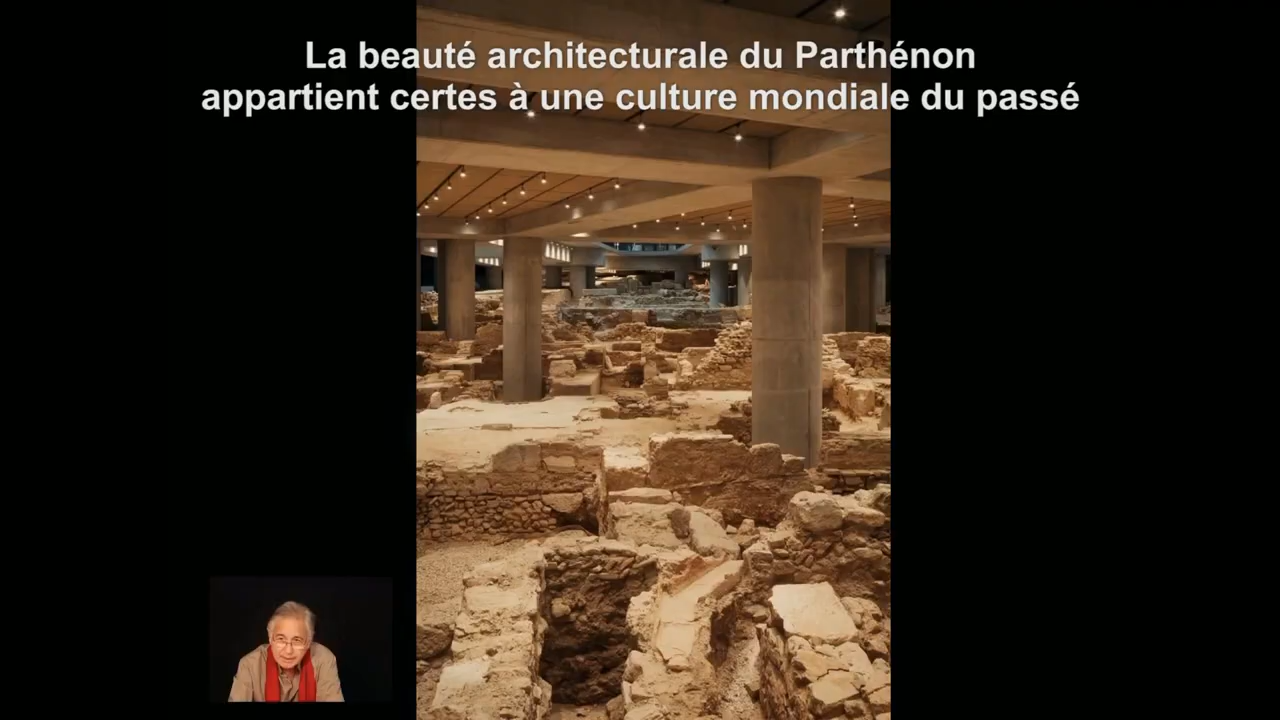 La beauté architecturale du Parthénon
appartient certes à une culture mondiale du passé